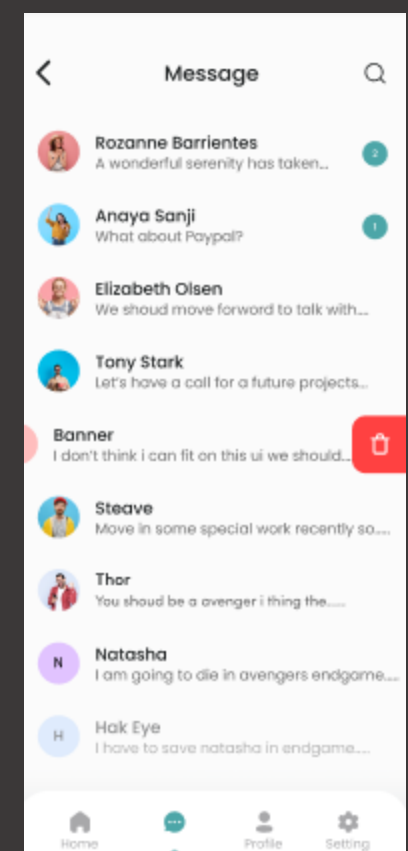 Message
Rozanne Barrientes
A wonderful serenity has taken...
2
Anaya Sanji
What about Paypal?
1
Elizabeth Olsen
We shoud move forword to talk with....
Tony Stark
Let's have a call for a future projects...
Banner
I don't think i can fit on this ui we should...
Steave
Move in some special work recently so.....
Thor
You shoud be a avenger i thing the......
N
Natasha
I am going to die in avengers endgame....
H
Hak Eye
I have to save natasha in endgame.....
Home
Profile
Setting